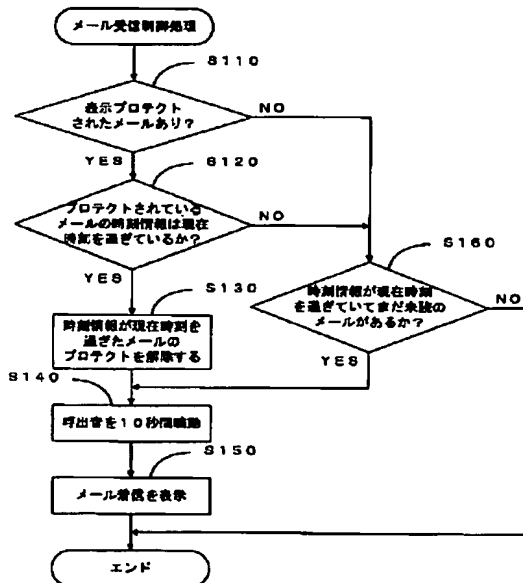 メール受信制御処理
S110
表示プロテクト
されたメールあり？
NO
YES
S120
プロテクトされている
メールの時刻情報は現在
時刻を過ぎているか？
NO
YES
S160
時刻情報が現在時刻
を過ぎていてまだ未読の
メールがあるか？
NO
YES
S130
時刻情報が現在時刻を
過ぎたメールの
プロテクトを解除する
S140
呼出音を１０秒間鳴動
S150
メール着信を表示
エンド